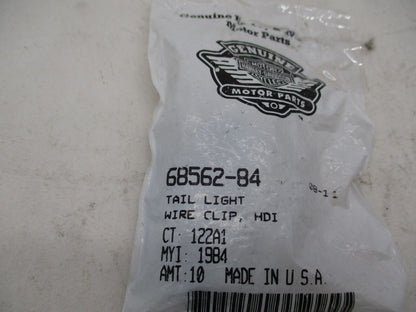 Genuine
Motor Parts
GENUINE
MOTOR PARTS
68562-84
TAIL LIGHT
WIRE CLIP, HDI
CT: 122A1
MYI: 1984
AMT:10 MADE IN U.S.A.